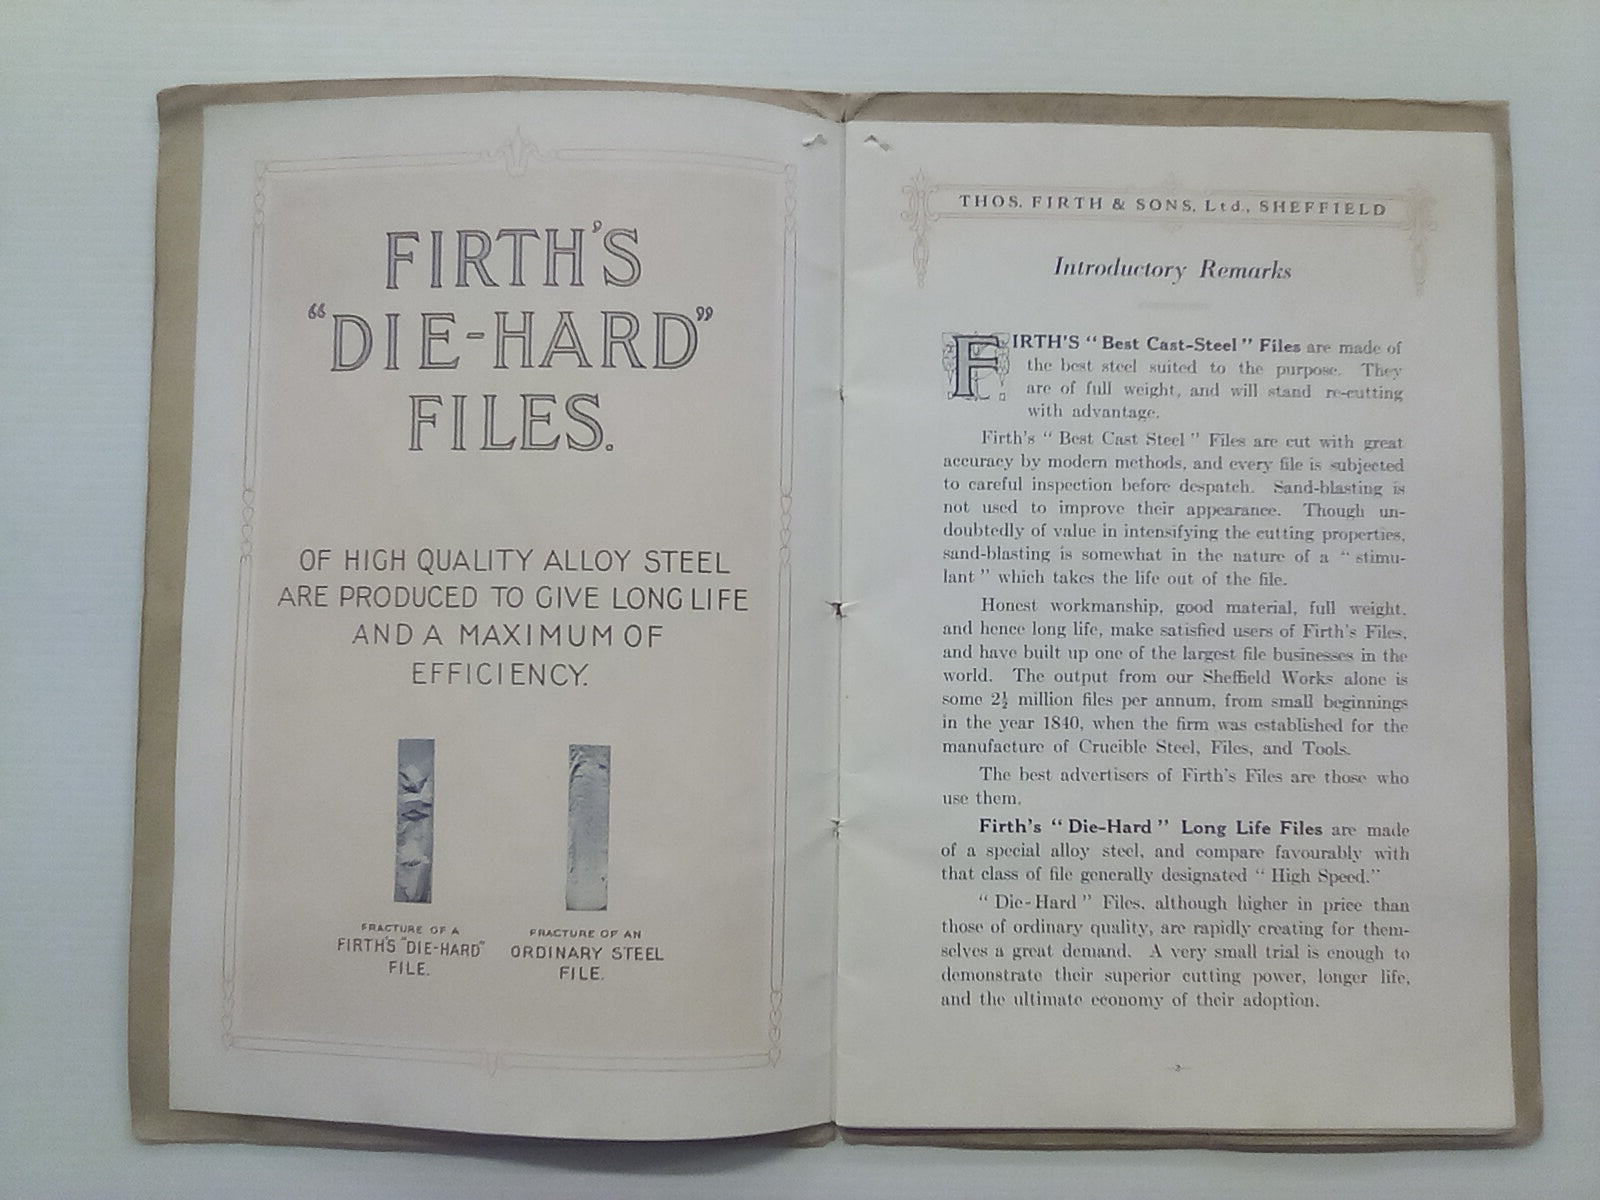 FIRTH'S
"DIE-HARD"
FILES.
OF HIGH QUALITY ALLOY STEEL
ARE PRODUCED TO GIVE LONG LIFE
AND A MAXIMUM OF
EFFICIENCY.
FRACTURE OF A
FIRTH'S "DIE-HARD"
FILE.
FRACTURE OF AN
ORDINARY STEEL
FILE.
THOS. FIRTH & SONS, Ltd., SHEFFIELD
Introductory Remarks
FIRTH'S "Best Cast-Steel" Files are made of
the best steel suited to the purpose. They
are of full weight, and will stand re-cutting
with advantage.
Firth's "Best Cast Steel" Files are cut with great
accuracy by modern methods, and every file is subjected
to careful inspection before despatch. Sand-blasting is
not used to improve their appearance. Though un-
doubtedly of value in intensifying the cutting properties,
sand-blasting is somewhat in the nature of a "stimu-
lant" which takes the life out of the file.
Honest workmanship, good material, full weight,
and hence long life, make satisfied users of Firth's Files,
and have built up one of the largest file businesses in the
world. The output from our Sheffield Works alone is
some 2½ million files per annum, from small beginnings
in the year 1840, when the firm was established for the
manufacture of Crucible Steel, Files, and Tools.
The best advertisers of Firth's Files are those who
use them.
Firth's "Die-Hard" Long Life Files are made
of a special alloy steel, and compare favourably with
that class of file generally designated "High Speed."
"Die-Hard" Files, although higher in price than
those of ordinary quality, are rapidly creating for them-
selves a great demand. A very small trial is enough to
demonstrate their superior cutting power, longer life,
and the ultimate economy of their adoption.
3